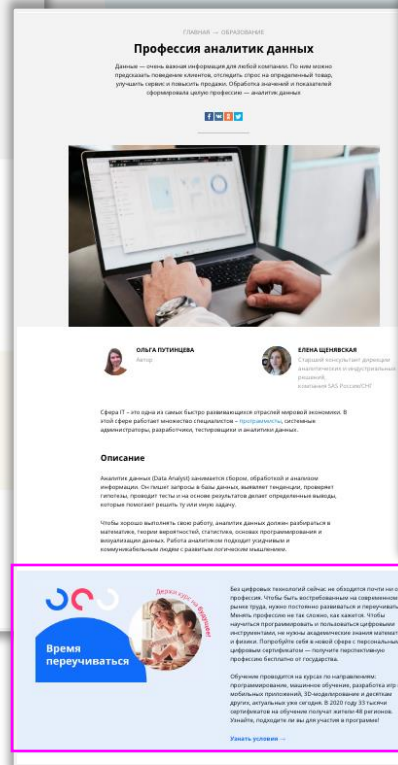 ГЛАВНАЯ → ОБРАЗОВАНИЕ
Профессия аналитик данных
Данные — очень важная информация для любой компании. По ним можно
предсказать поведение клиентов, отследить спрос на определенный товар,
улучшить сервис и повысить продажи. Обработка значений и показателей
сформировала целую профессию — аналитик данных
ОЛЬГА ПУТИНЦЕВА
Автор
ЕЛЕНА ЩЕНЯВСКАЯ
Старший консультант дирекции
аналитических и индустриальных
решений,
компания SAS Россия/СНГ
Сфера IT – это одна из самых быстро развивающихся отраслей мировой экономики. В
этой сфере работает множество специалистов – программисты, системные
администраторы, разработчики, тестировщики и аналитики данных.
Описание
Аналитик данных (Data Analyst) занимается сбором, обработкой и анализом
информации. Он пишет запросы в базы данных, выявляет тенденции, проверяет
гипотезы, проводит тесты и на основе результатов делает определенные выводы,
которые помогают решить ту или иную задачу.
Чтобы хорошо выполнять свою работу, аналитик данных должен разбираться в
математике, теории вероятностей, статистике, основах программирования и
визуализации данных. Работа аналитиком подходит усидчивым и
коммуникабельным людям с развитым логическим мышлением.
Держи курс на будущее!
Время
переучиваться
Без цифровых технологий сейчас не обходится почти ни о
профессия. Чтобы быть востребованным на современном
рынке труда, нужно постоянно развиваться и переучивать
Менять профессию не так сложно, как кажется. Чтобы
научиться программировать и пользоваться цифровыми
инструментами, не нужны академические знания математ
и физики. Попробуйте себя в новой сфере с персональны
цифровым сертификатом — получите перспективную
профессию бесплатно от государства.
Обучение проводится на курсах по направлениям:
программирование, машинное обучение, разработка игр
мобильных приложений, 3D-моделирование и десяткам
других, актуальных уже сегодня. В 2020 году 33 тысячи
сертификатов на обучение получат жители 48 регионов.
Узнайте, подходите ли вы для участия в программе!
Узнать условия →